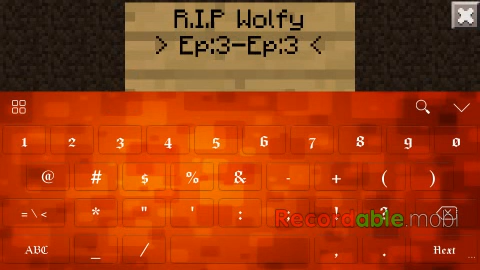 R.I.P Wolfy
> Ep:3-Ep:3 <
1 2 3 4 5 6 7 8 9 0
@ # $ % & - + ( )
= \ < * " ' : ; ! ?
Recordable.mobi
ABC _ / , . Next
...